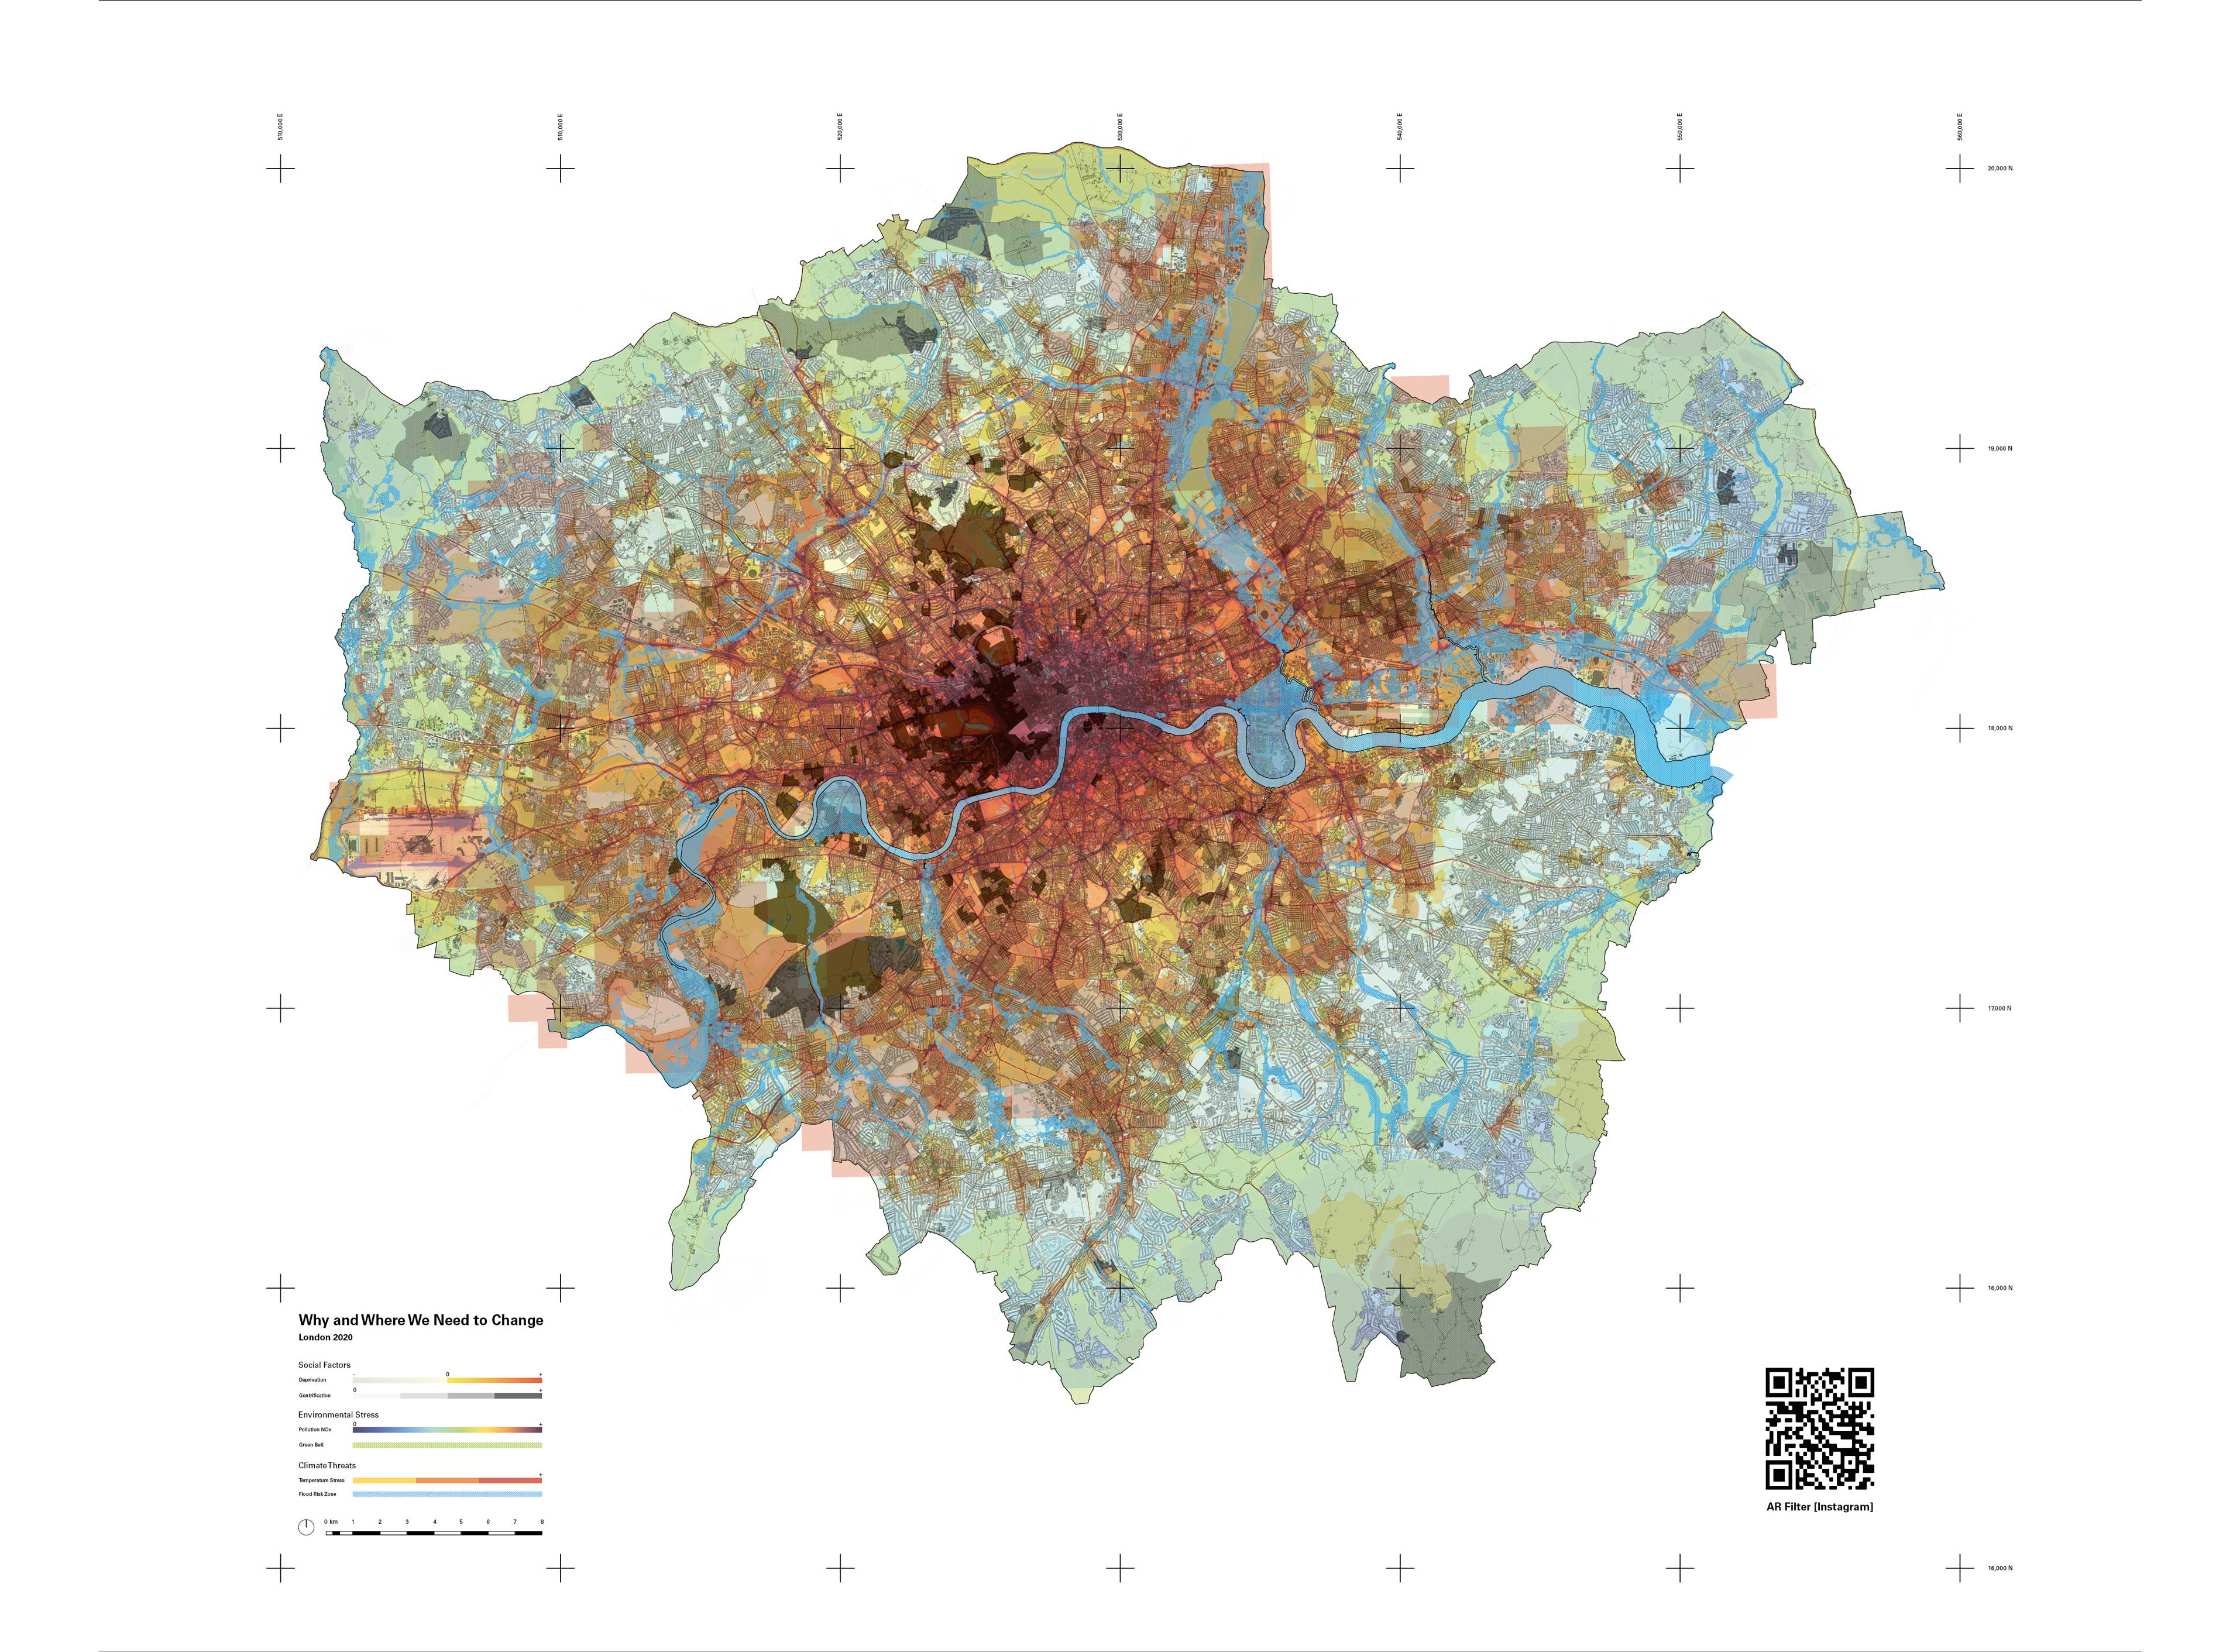 510,000 E
510,000 E
520,000 E
530,000 E
540,000 E
550,000 E
560,000 E
20,000 N
19,000 N
18,000 N
17,000 N
16,000 N
16,000 N
Why and Where We Need to Change
London 2020
Social Factors
- 0 +
Deprivation
0 +
Gentrification
Environmental Stress
0 +
Pollution NOx
Green Belt
Climate Threats
+
Temperature Stress
Flood Risk Zone
0 km 1 2 3 4 5 6 7 8
AR Filter [Instagram]